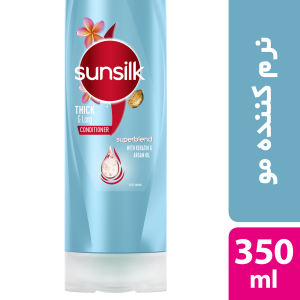 sunsilk
THICK
& Long
CONDITIONER
superblend
WITH KERATIN &
ARGAN OIL
نرم کننده مو
350
ml